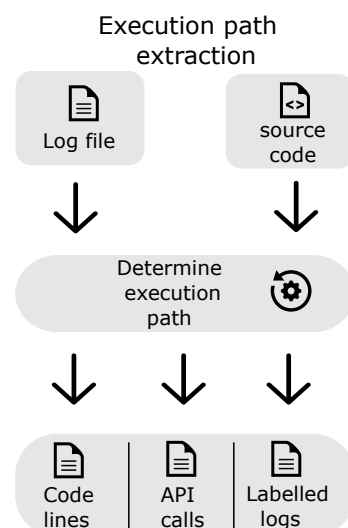 Execution path
extraction
Log file
<>
source
code
Determine
execution
path
Code
lines
API
calls
Labelled
logs